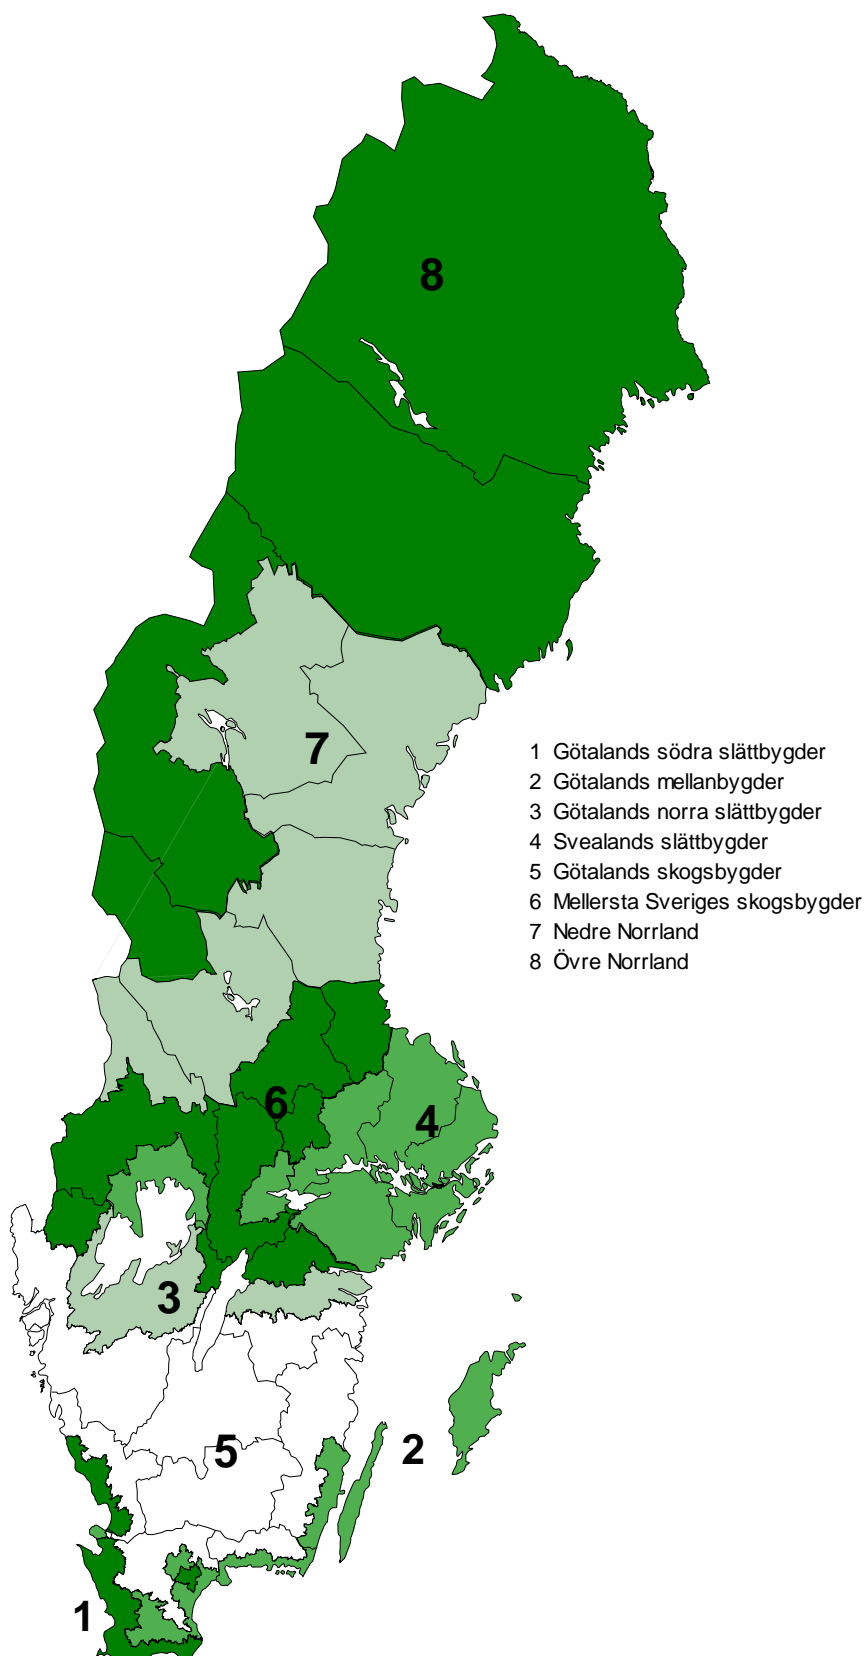 8
7
1 Götalands södra slättbygder
2 Götalands mellanbygder
3 Götalands norra slättbygder
4 Svealands slättbygder
5 Götalands skogsbygder
6 Mellersta Sveriges skogsbygder
7 Nedre Norrland
8 Övre Norrland
6
4
3
5
2
1